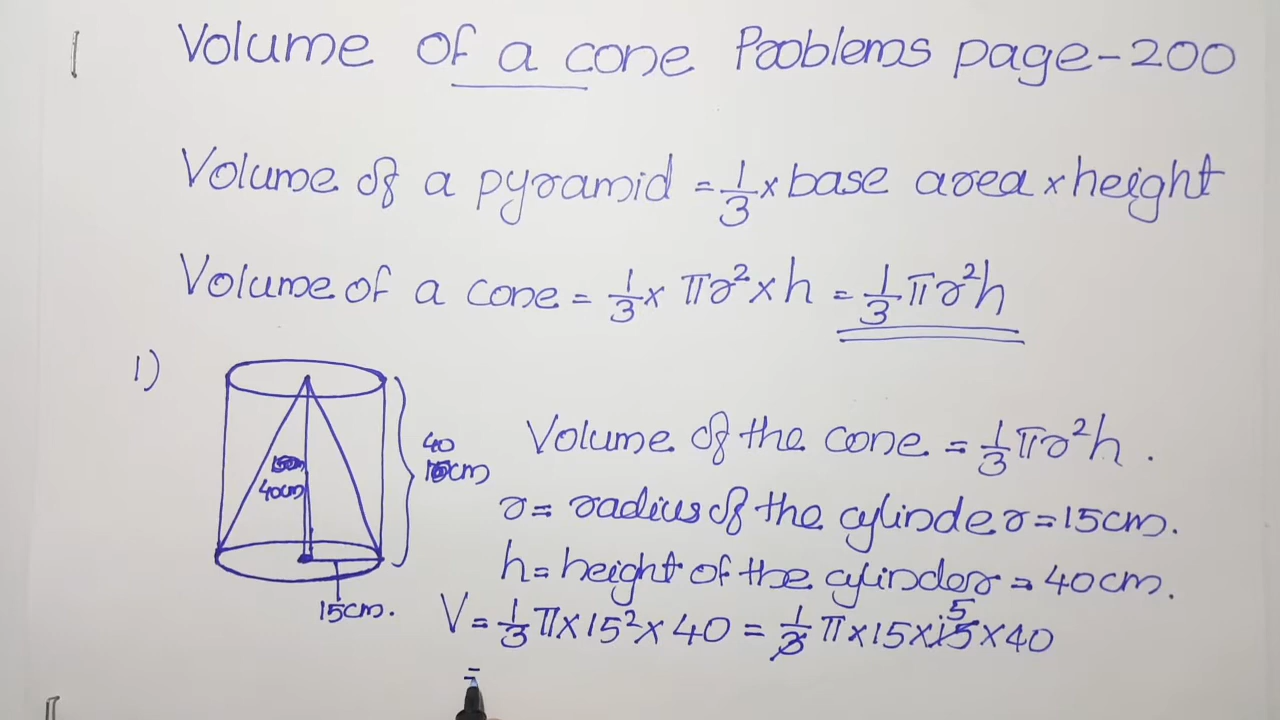 Volume of a cone Problems page-200
Volume of a pyramid = 1/3 × base area × height
Volume of a cone = 1/3 × πr² × h = 1/3 πr²h
1)
40
cm
40cm
15cm.
Volume of the cone = 1/3 πr²h.
r = radius of the cylinder = 15cm.
h = height of the cylinder = 40cm.
V = 1/3 π × 15² × 40 = 1/3 π × 15 × 15 5 × 40
=